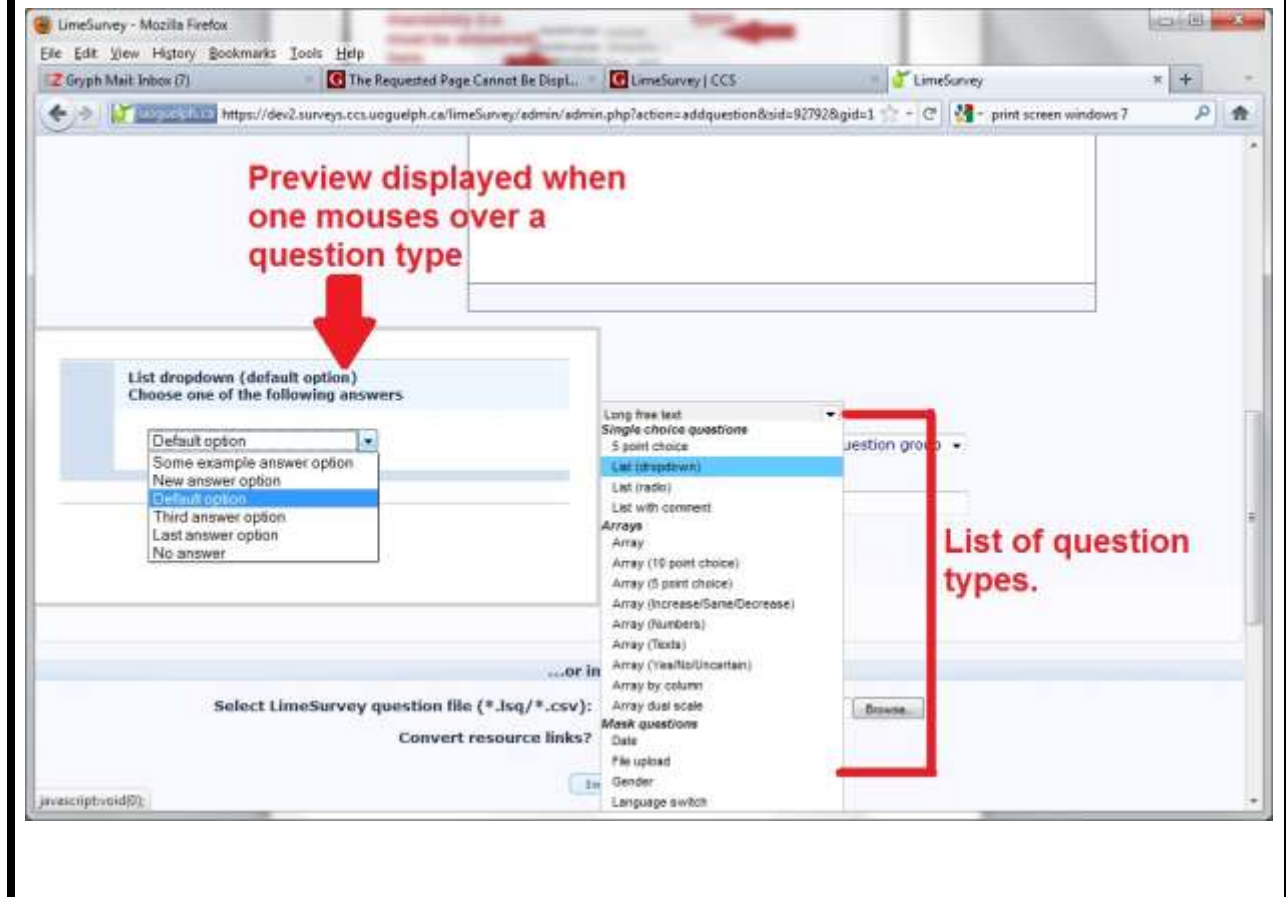 LimeSurvey - Mozilla Firefox
File Edit View History Bookmarks Tools Help
Gryph Mail: Inbox (7)
The Requested Page Cannot Be Displ...
LimeSurvey | CCS
LimeSurvey
uoguelph.ca https://dev2.surveys.ccs.uoguelph.ca/limeSurvey/admin/admin.php?action=addquestion&sid=92792&gid=1
print screen windows 7
Preview displayed when
one mouses over a
question type
List dropdown (default option)
Choose one of the following answers
Default option
Some example answer option
New answer option
Default option
Third answer option
Last answer option
No answer
Long free text
Single choice questions
5 point choice
List (dropdown)
List (radio)
List with comment
Arrays
Array
Array (10 point choice)
Array (5 point choice)
Array (Increase/Same/Decrease)
Array (Numbers)
Array (Texts)
Array (Yes/No/Uncertain)
Array by column
Array dual scale
Mask questions
Date
File upload
Gender
Language switch
uestion group
List of question
types.
...or in
Select LimeSurvey question file (*.lsq/*.csv):
Browse...
Convert resource links?
javascript:void(0);